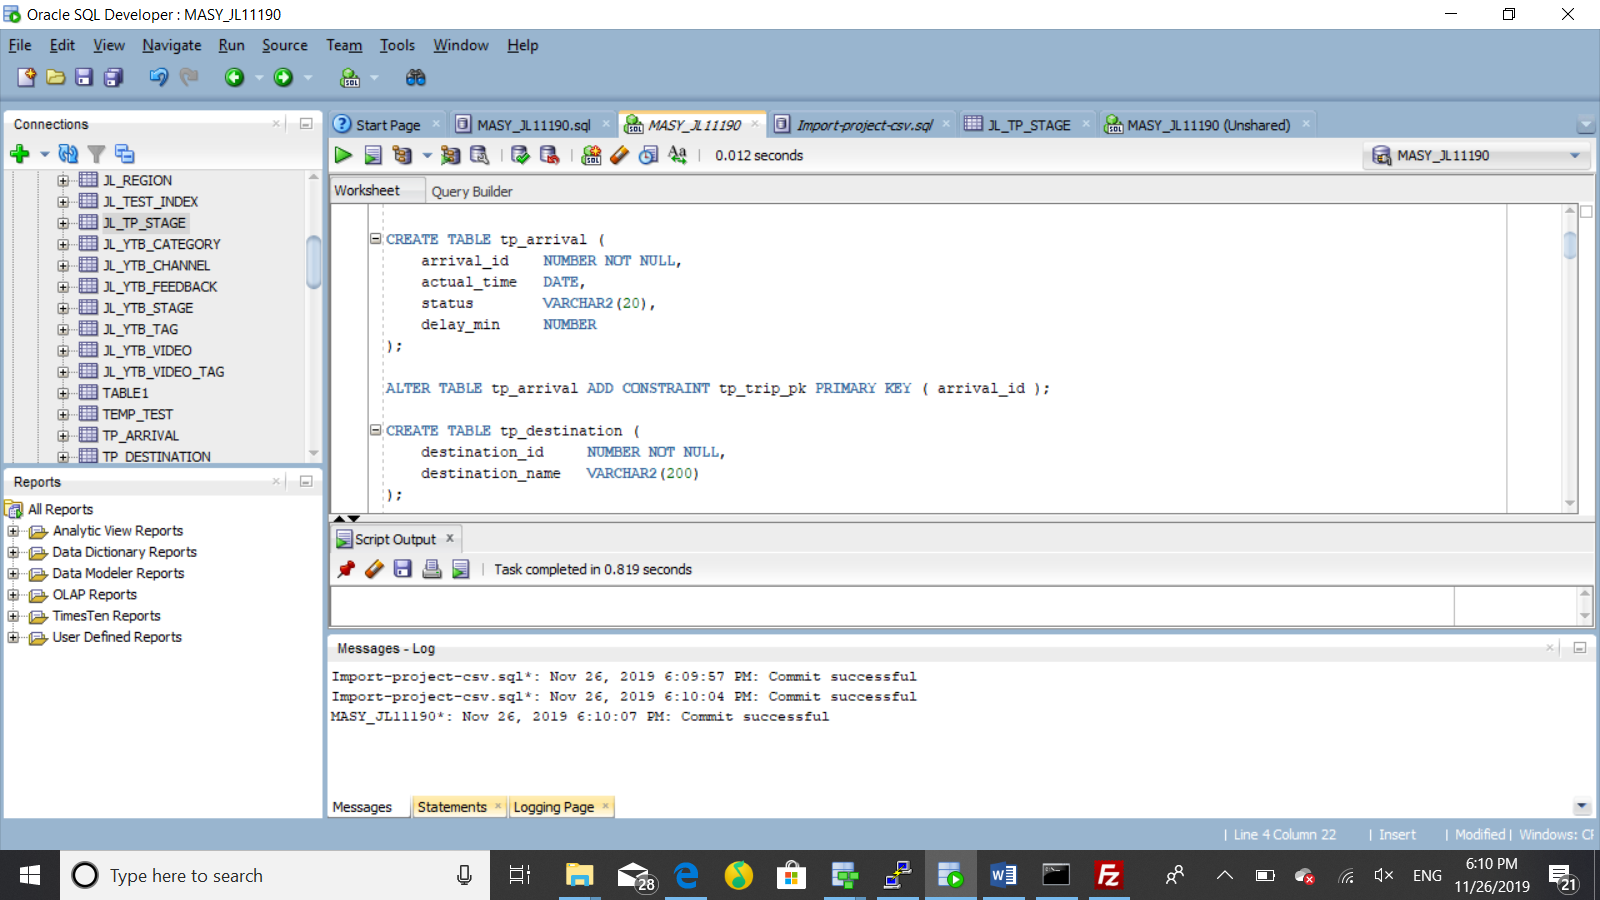 Oracle SQL Developer : MASY_JL11190
File Edit View Navigate Run Source Team Tools Window Help
Connections
JL_REGION
JL_TEST_INDEX
JL_TP_STAGE
JL_YTB_CATEGORY
JL_YTB_CHANNEL
JL_YTB_FEEDBACK
JL_YTB_STAGE
JL_YTB_TAG
JL_YTB_VIDEO
JL_YTB_VIDEO_TAG
TABLE1
TEMP_TEST
TP_ARRIVAL
TP_DESTINATION
Reports
All Reports
Analytic View Reports
Data Dictionary Reports
Data Modeler Reports
OLAP Reports
TimesTen Reports
User Defined Reports
Start Page MASY_JL11190.sql MASY_JL11190 Import-project-csv.sql JL_TP_STAGE MASY_JL11190 (Unshared)
0.012 seconds MASY_JL11190
Worksheet Query Builder
CREATE TABLE tp_arrival (
arrival_id NUMBER NOT NULL,
actual_time DATE,
status VARCHAR2(20),
delay_min NUMBER
);
ALTER TABLE tp_arrival ADD CONSTRAINT tp_trip_pk PRIMARY KEY ( arrival_id );
CREATE TABLE tp_destination (
destination_id NUMBER NOT NULL,
destination_name VARCHAR2(200)
);
Script Output
Task completed in 0.819 seconds
Messages - Log
Import-project-csv.sql*: Nov 26, 2019 6:09:57 PM: Commit successful
Import-project-csv.sql*: Nov 26, 2019 6:10:04 PM: Commit successful
MASY_JL11190*: Nov 26, 2019 6:10:07 PM: Commit successful
Messages Statements Logging Page
Line 4 Column 22 Insert Modified Windows:
Type here to search
28
ENG
6:10 PM
11/26/2019
21